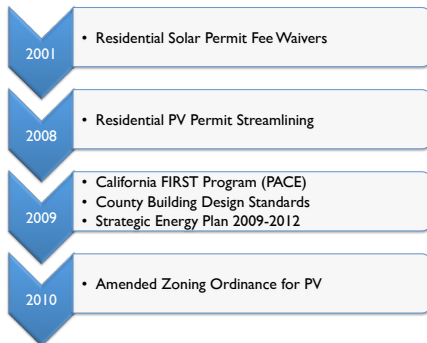 2001
• Residential Solar Permit Fee Waivers
2008
• Residential PV Permit Streamlining
2009
• California FIRST Program (PACE)
• County Building Design Standards
• Strategic Energy Plan 2009-2012
2010
• Amended Zoning Ordinance for PV